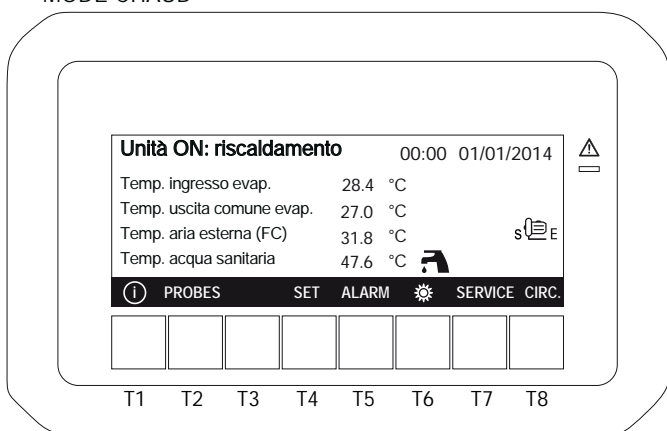 MODE CHAUD
Unità ON: riscaldamento 00:00 01/01/2014
Temp. ingresso evap. 28.4 °C
Temp. uscita comune evap. 27.0 °C
Temp. aria esterna (FC) 31.8 °C
S E
Temp. acqua sanitaria 47.6 °C
i PROBES SET ALARM SERVICE CIRC.
T1 T2 T3 T4 T5 T6 T7 T8